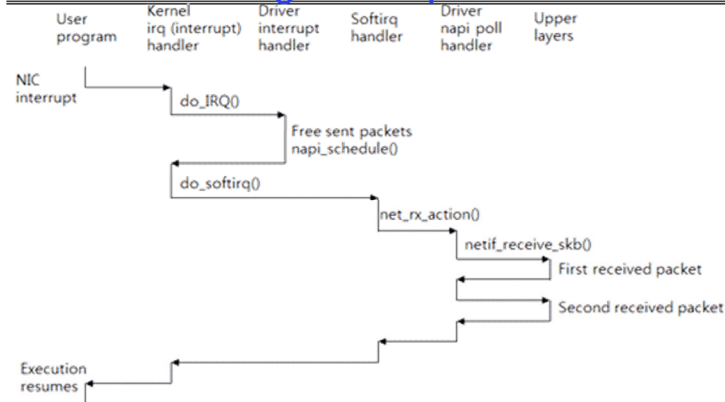 User program
Kernel irq (interrupt) handler
Driver interrupt handler
Softirq handler
Driver napi poll handler
Upper layers
NIC interrupt
do_IRQ()
Free sent packets
napi_schedule()
do_softirq()
net_rx_action()
netif_receive_skb()
First received packet
Second received packet
Execution resumes